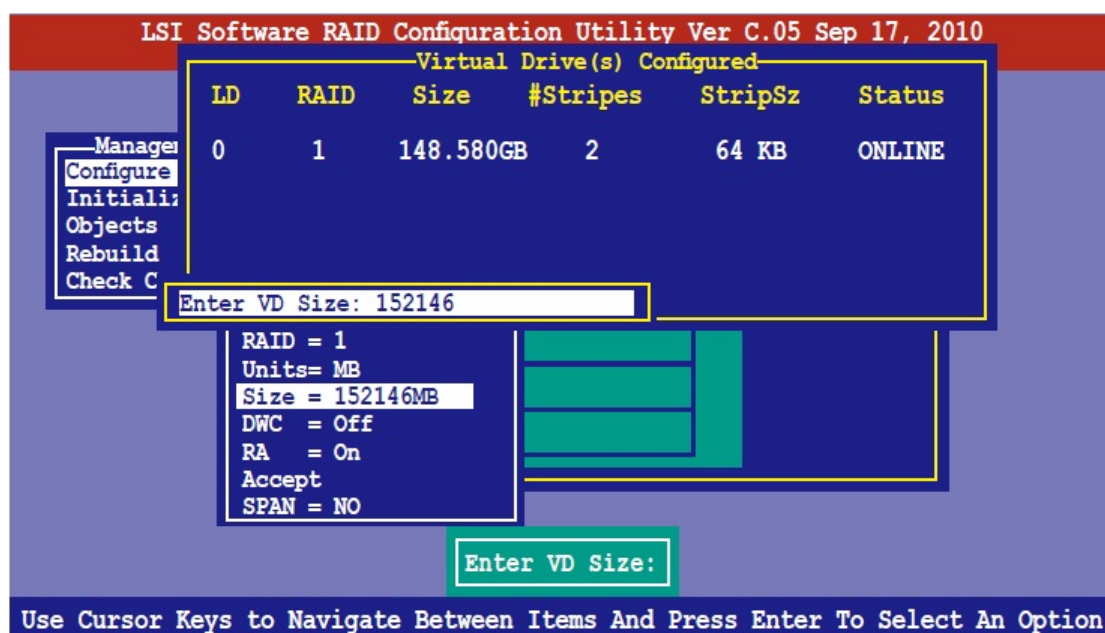 LSI Software RAID Configuration Utility Ver C.05 Sep 17, 2010
Virtual Drive(s) Configured
LD RAID Size #Stripes StripSz Status
0 1 148.580GB 2 64 KB ONLINE
Configure
Objects
Rebuild
Check C
Enter VD Size: 152146
RAID = 1
Units= MB
Size = 152146MB
DWC = Off
RA = On
Accept
SPAN = NO
Enter VD Size:
Use Cursor Keys to Navigate Between Items And Press Enter To Select An Option